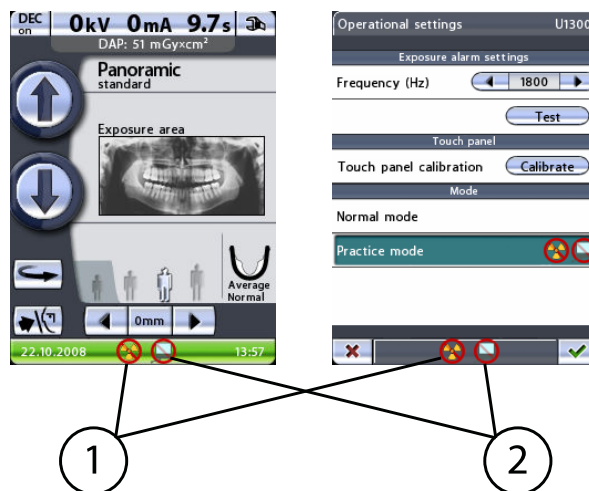 DEC
on
0kV 0mA 9.7s
DAP: 51 mGy×cm²
Panoramic
standard
Exposure area
Average
Normal
0mm
22.10.2008
13:57
Operational settings U1300
Exposure alarm settings
Frequency (Hz) 1800
Test
Touch panel
Touch panel calibration Calibrate
Mode
Normal mode
Practice mode
1
2